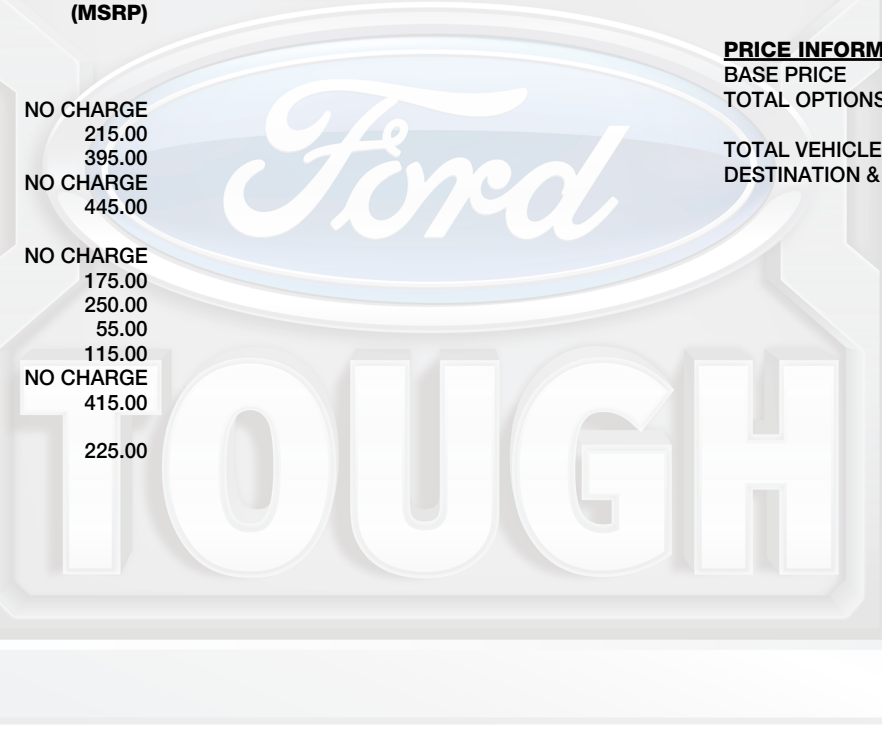 (MSRP)
NO CHARGE
215.00
395.00
NO CHARGE
445.00
NO CHARGE
175.00
250.00
55.00
115.00
NO CHARGE
415.00
225.00
PRICE INFORM
BASE PRICE
TOTAL OPTIONS
TOTAL VEHICLE
DESTINATION &
Ford
TOUGH